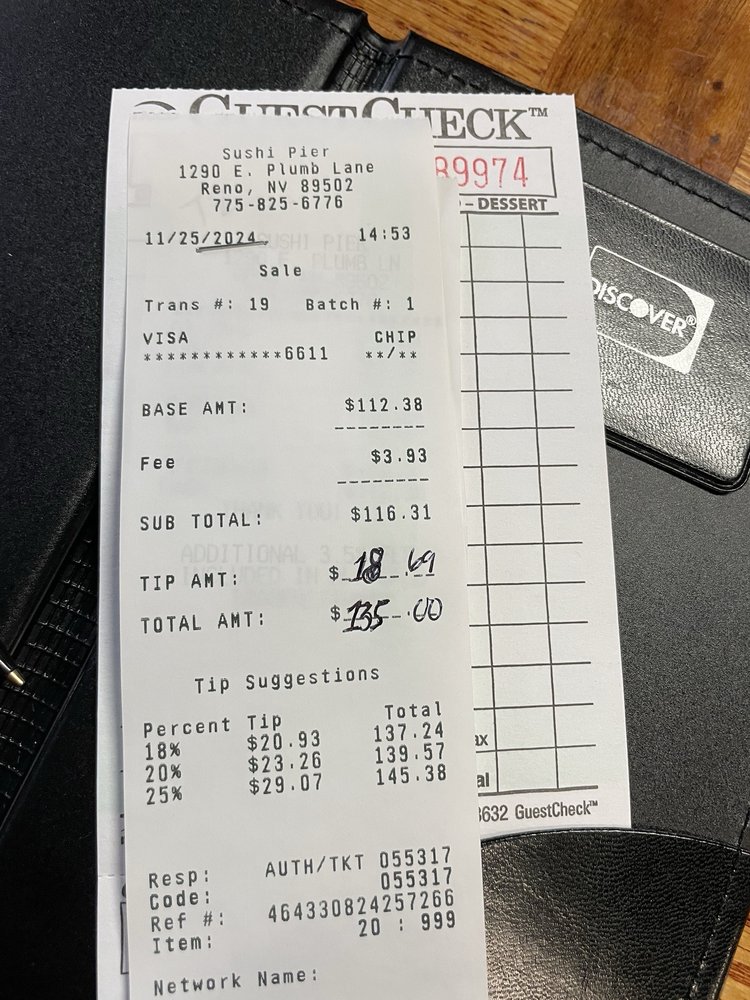 GUESTCHECK™
89974
– DESSERT
DISCOVER®
Sushi Pier
1290 E. Plumb Lane
Reno, NV 89502
775-825-6776
11/25/2024 14:53
Sale
Trans #: 19 Batch #: 1
VISA CHIP
************6611 **/**
BASE AMT: $112.38
--------
Fee $3.93
--------
SUB TOTAL: $116.31
TIP AMT: $ 18.69
TOTAL AMT: $ 135.00
Tip Suggestions
Percent Tip Total
18% $20.93 137.24
20% $23.26 139.57
25% $29.07 145.38
Resp: AUTH/TKT 055317
Code: 055317
Ref #: 464330824257266
Item: 20 : 999
Network Name:
3632 GuestCheck™